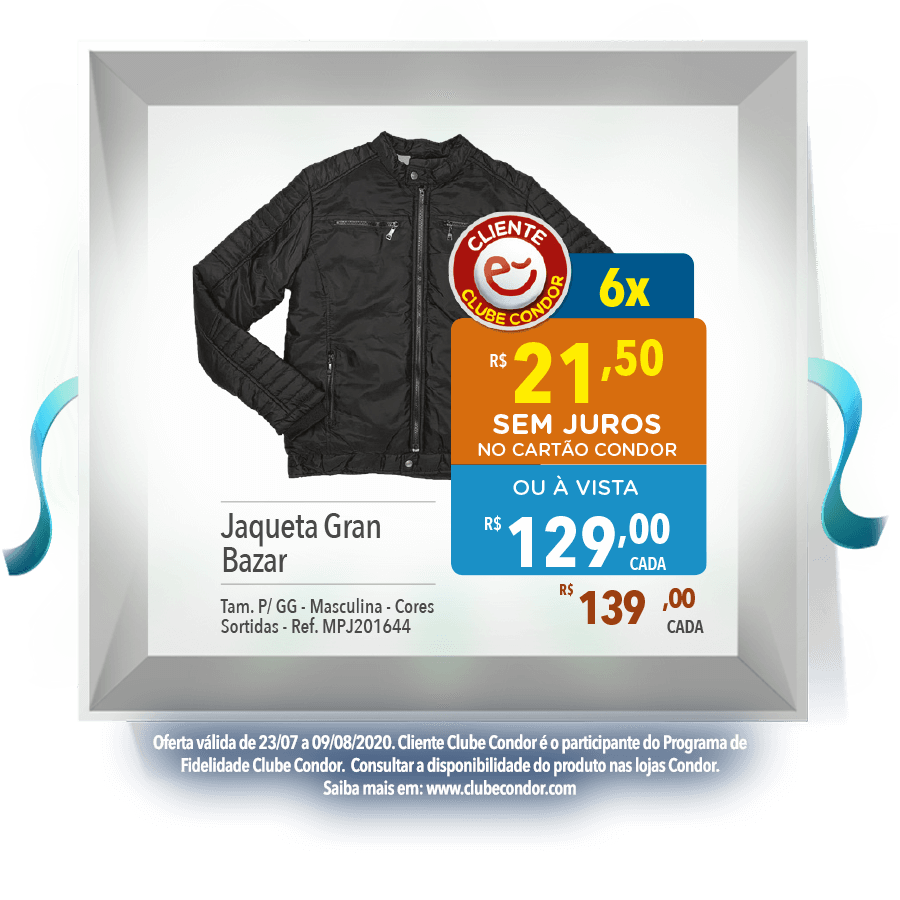 CLIENTE
CLUBE CONDOR
6x
R$ 21,50
SEM JUROS
NO CARTÃO CONDOR
OU À VISTA
R$ 129,00
CADA
R$ 139,00
CADA
Jaqueta Gran
Bazar
Tam. P/ GG - Masculina - Cores
Sortidas - Ref. MPJ201644
Oferta válida de 23/07 a 09/08/2020. Cliente Clube Condor é o participante do Programa de
Fidelidade Clube Condor. Consultar a disponibilidade do produto nas lojas Condor.
Saiba mais em: www.clubecondor.com